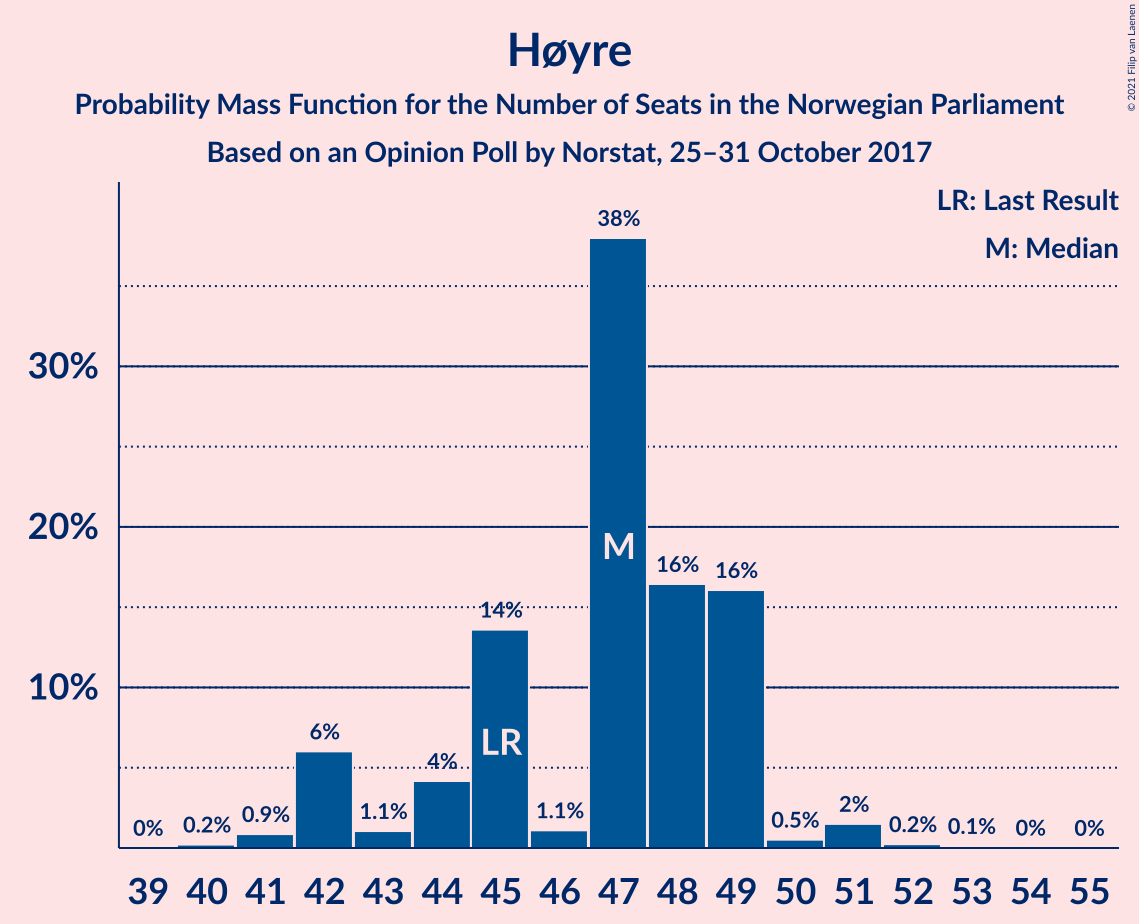 Høyre
Probability Mass Function for the Number of Seats in the Norwegian Parliament
Based on an Opinion Poll by Norstat, 25–31 October 2017
© 2021 Filip van Laenen
LR: Last Result
M: Median
30%
20%
10%
0% 0.2% 0.9% 6% 1.1% 4% 14% 1.1% 38% 16% 16% 0.5% 2% 0.2% 0.1% 0% 0%
LR M
39 40 41 42 43 44 45 46 47 48 49 50 51 52 53 54 55